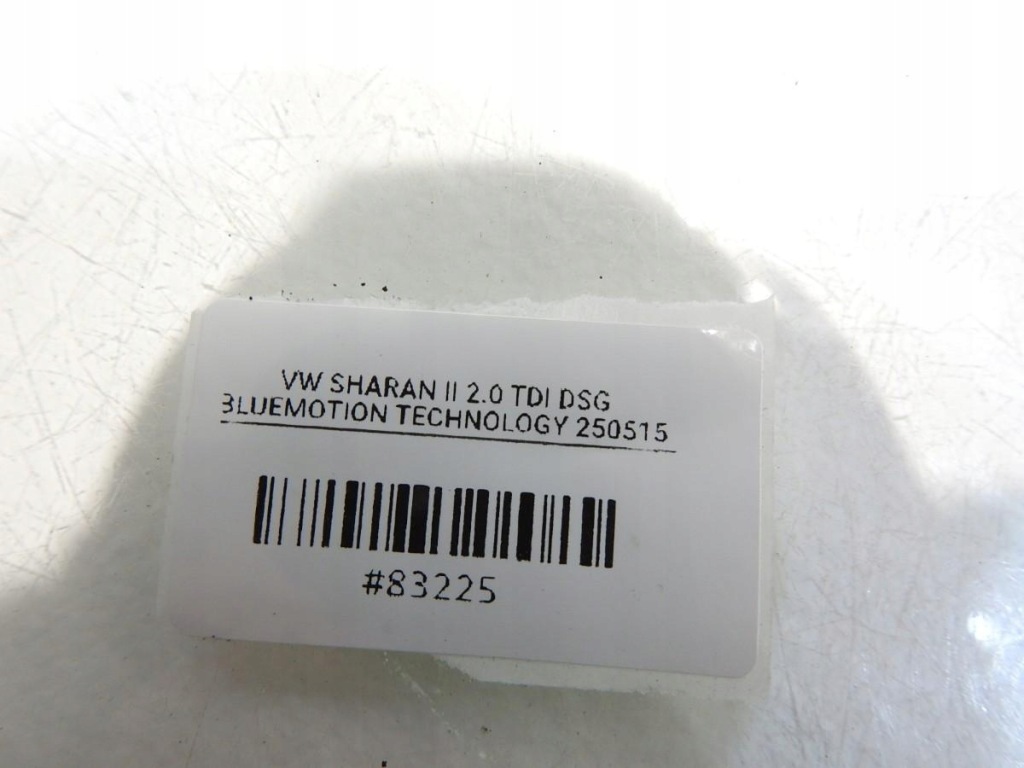 VW SHARAN II 2.0 TDI DSG
BLUEMOTION TECHNOLOGY 250515
#83225